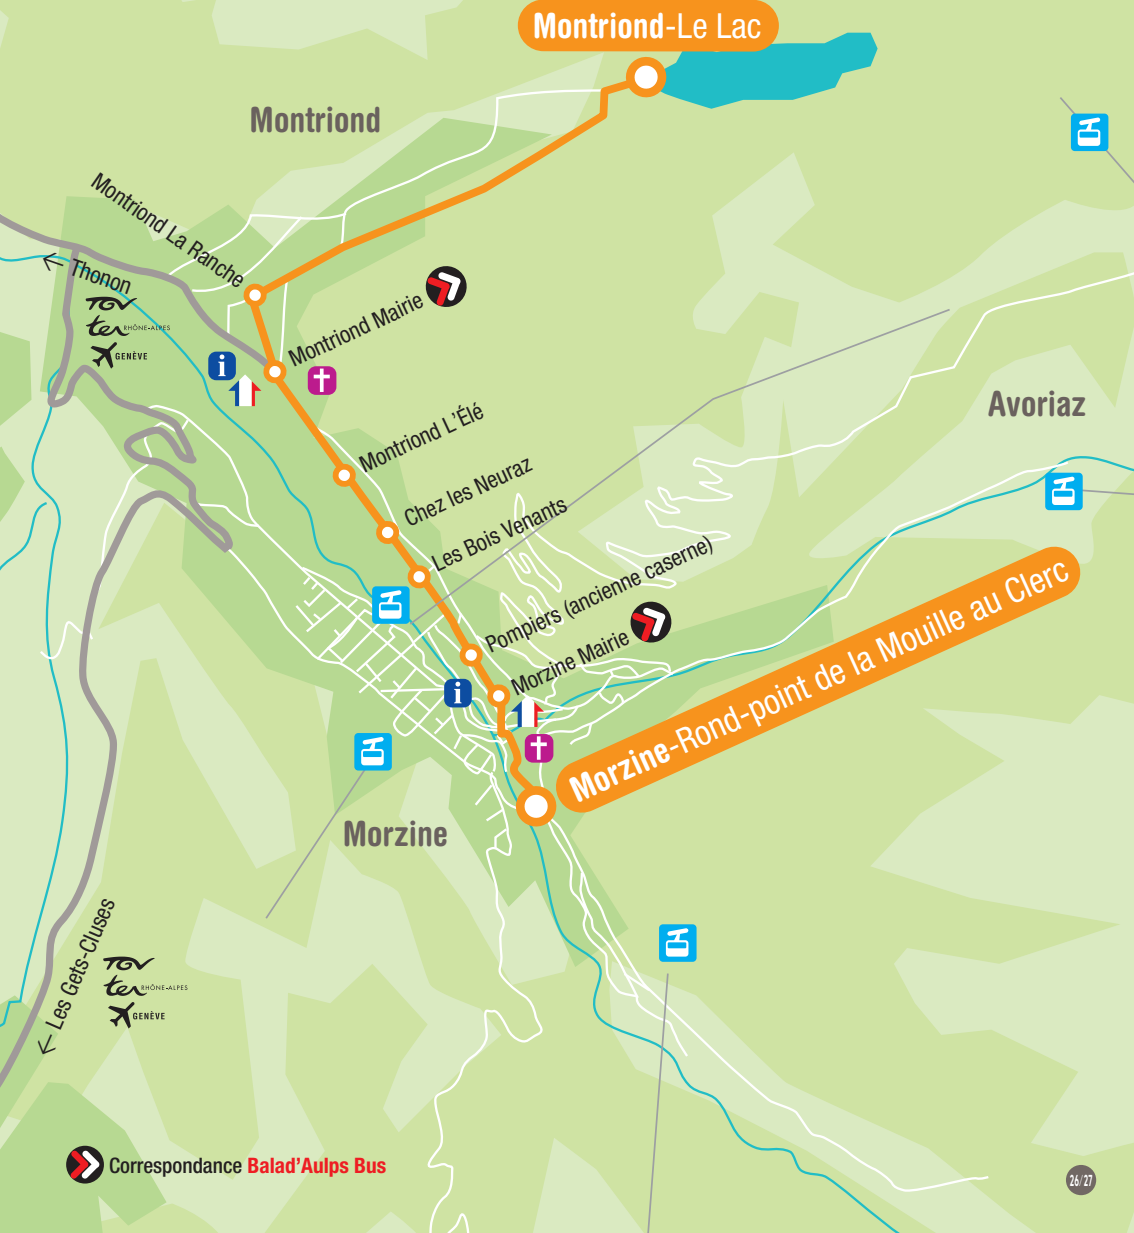 Montriond-Le Lac
Montriond
Montriond La Ranche
← Thonon
TGV
ter RHÔNE-ALPES
GENÈVE
Montriond Mairie
i
Montriond L'Élé
Avoriaz
Chez les Neuraz
Les Bois Venants
Pompiers (ancienne caserne)
Morzine Mairie
i
Morzine-Rond-point de la Mouille au Clerc
Morzine
← Les Gets-Cluses
TGV
ter RHÔNE-ALPES
GENÈVE
Correspondance Balad'Aulps Bus
26/27